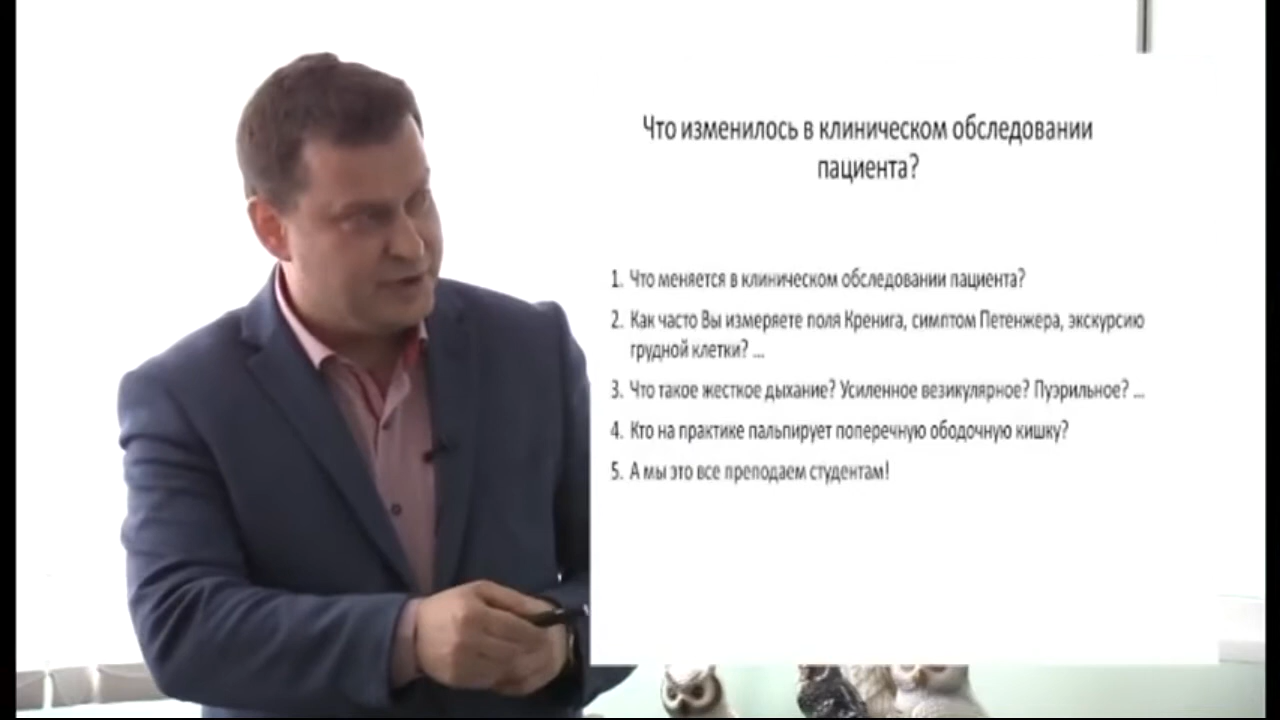 Что изменилось в клиническом обследовании
пациента?
1. Что меняется в клиническом обследовании пациента?
2. Как часто Вы измеряете поля Кренига, симптом Петенжера, экскурсию
грудной клетки? ...
3. Что такое жесткое дыхание? Усиленное везикулярное? Пуэрильное? ...
4. Кто на практике пальпирует поперечную ободочную кишку?
5. А мы это все преподаем студентам!